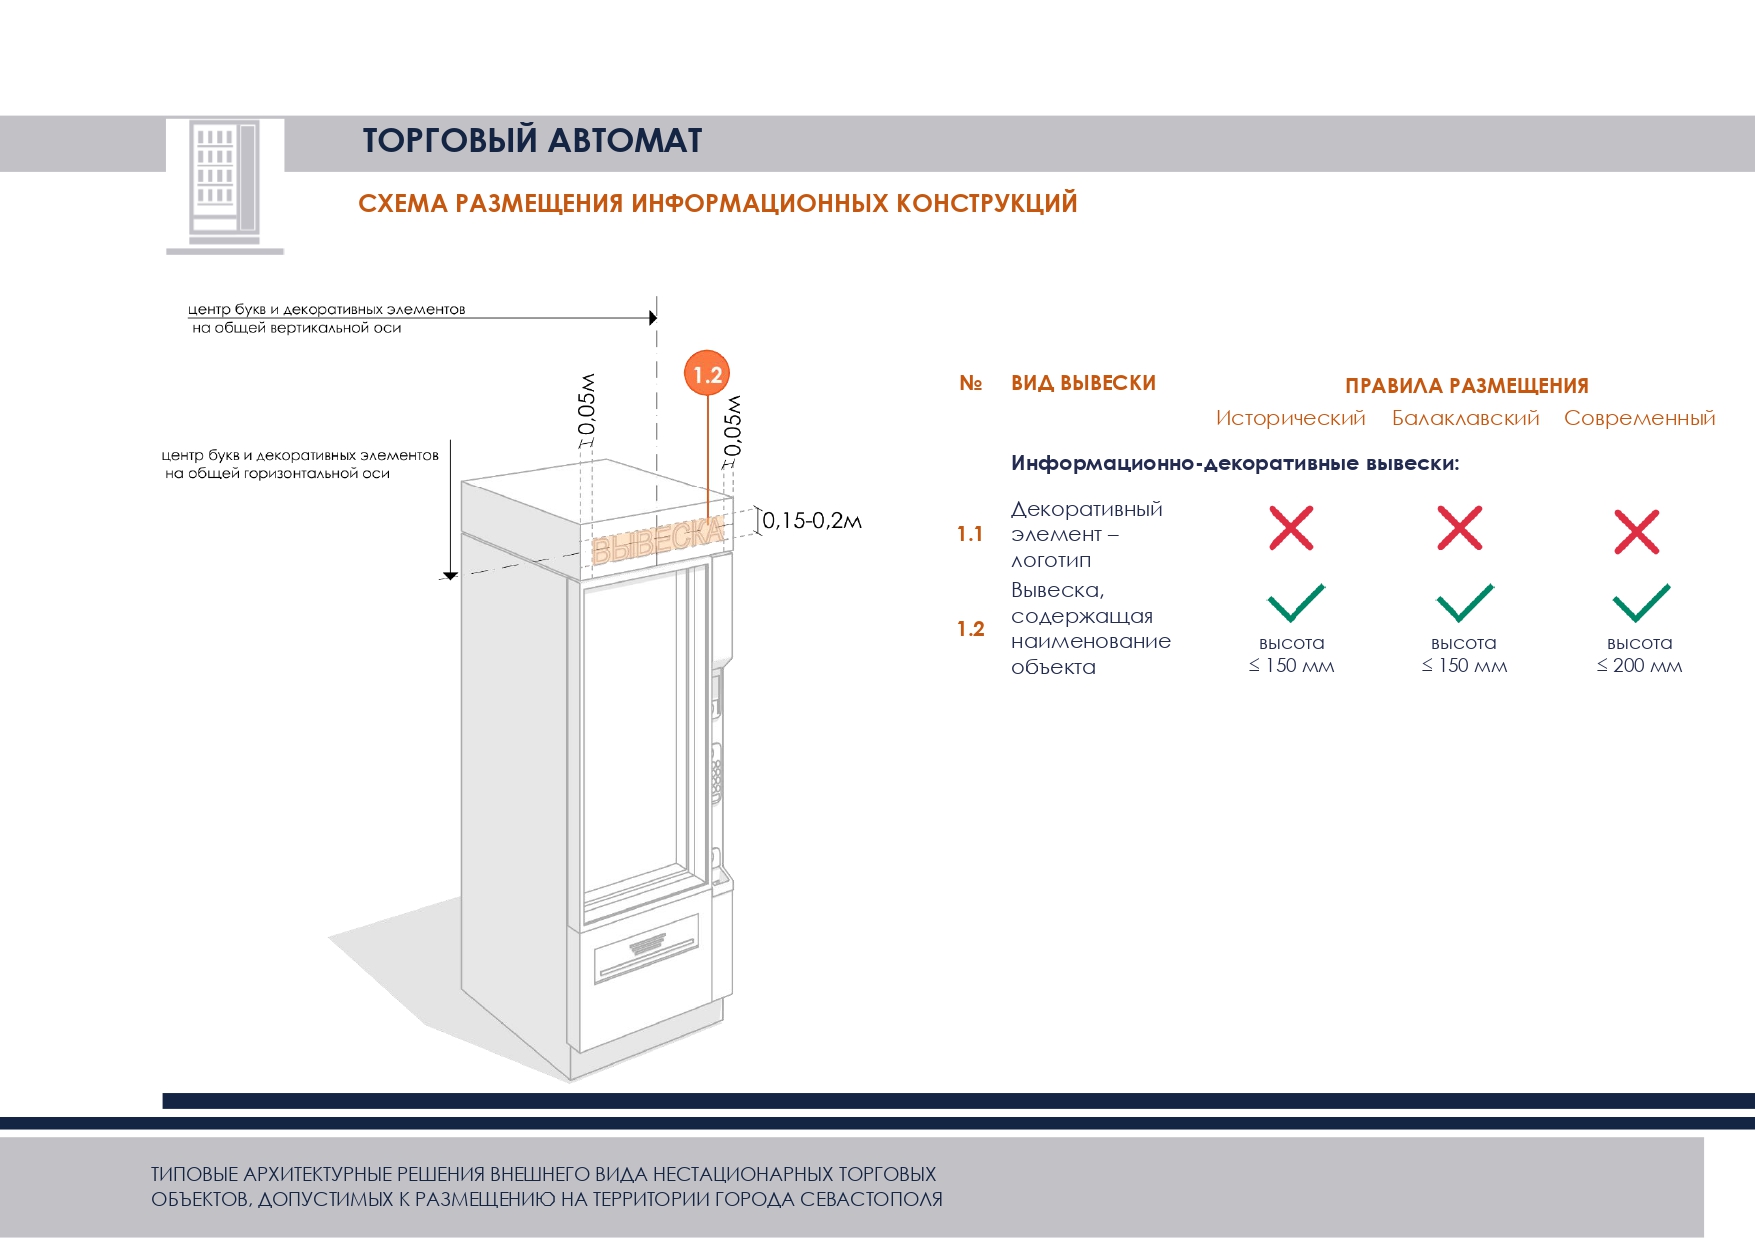 ТОРГОВЫЙ АВТОМАТ
СХЕМА РАЗМЕЩЕНИЯ ИНФОРМАЦИОННЫХ КОНСТРУКЦИЙ
центр букв и декоративных элементов
на общей вертикальной оси
1.2
0,05м
0,05м
центр букв и декоративных элементов
на общей горизонтальной оси
0,15-0,2м
ВЫВЕСКА
№ ВИД ВЫВЕСКИ ПРАВИЛА РАЗМЕЩЕНИЯ
Исторический Балаклавский Современный
Информационно-декоративные вывески:
1.1
Декоративный
элемент –
логотип
1.2
Вывеска,
содержащая
наименование
объекта
высота
≤ 150 мм
высота
≤ 150 мм
высота
≤ 200 мм
ТИПОВЫЕ АРХИТЕКТУРНЫЕ РЕШЕНИЯ ВНЕШНЕГО ВИДА НЕСТАЦИОНАРНЫХ ТОРГОВЫХ
ОБЪЕКТОВ, ДОПУСТИМЫХ К РАЗМЕЩЕНИЮ НА ТЕРРИТОРИИ ГОРОДА СЕВАСТОПОЛЯ